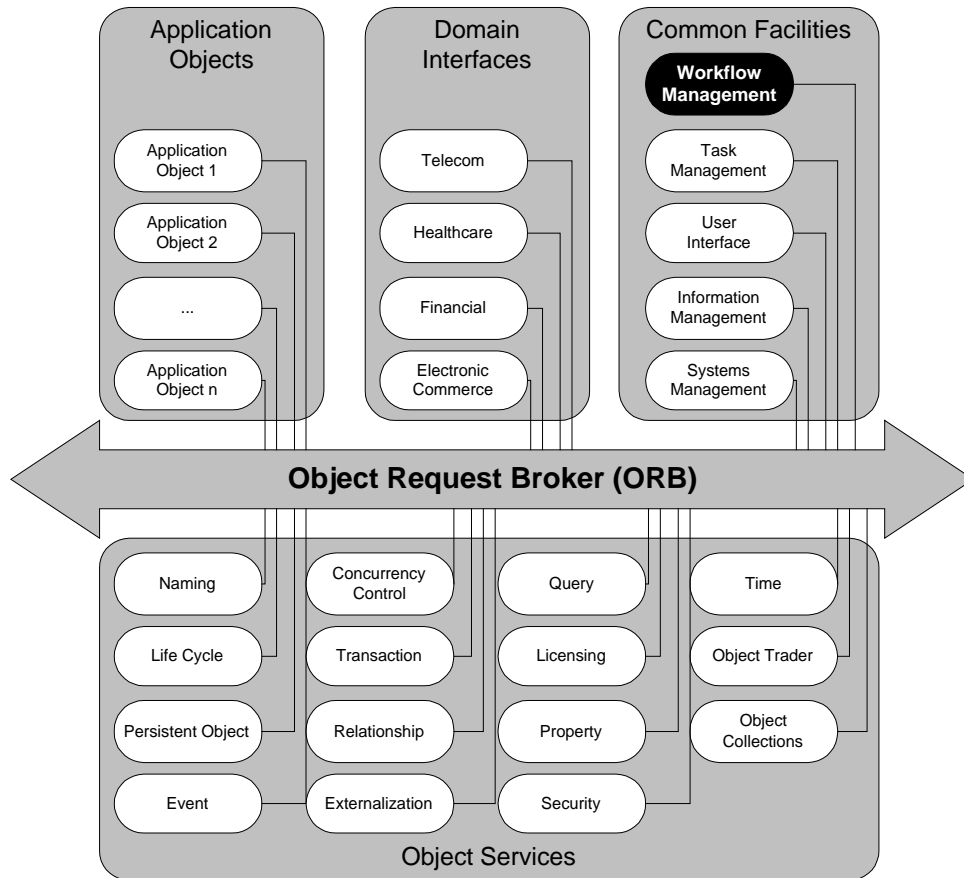 Application
Objects
Domain
Interfaces
Common Facilities
Workflow
Management
Application
Object 1
Telecom
Task
Management
Application
Object 2
Healthcare
User
Interface
...
Financial
Information
Management
Application
Object n
Electronic
Commerce
Systems
Management
Object Request Broker (ORB)
Naming
Concurrency
Control
Query
Time
Life Cycle
Transaction
Licensing
Object Trader
Persistent Object
Relationship
Property
Object
Collections
Event
Externalization
Security
Object Services